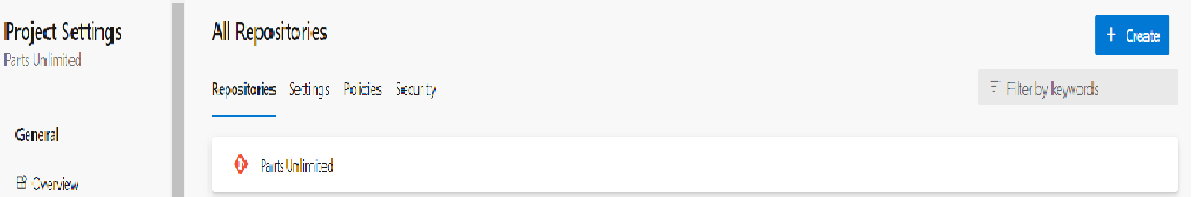 Project Settings
Parts Unlimited
General
Overview
All Repositories
+ Create
Repositories Settings Policies Security
Filter by keywords
Parts Unlimited